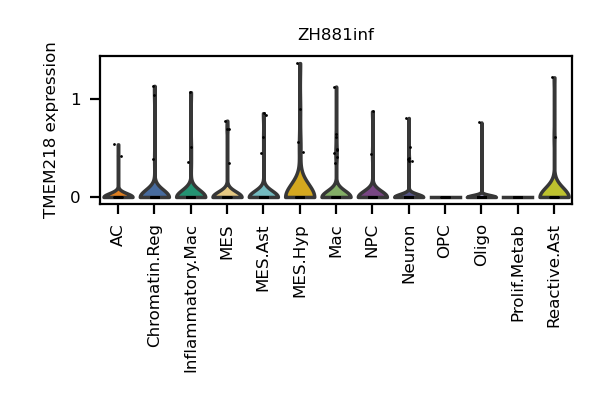 ZH881inf
TMEM218 expression
1
0
AC
Chromatin.Reg
Inflammatory.Mac
MES
MES.Ast
MES.Hyp
Mac
NPC
Neuron
OPC
Oligo
Prolif.Metab
Reactive.Ast